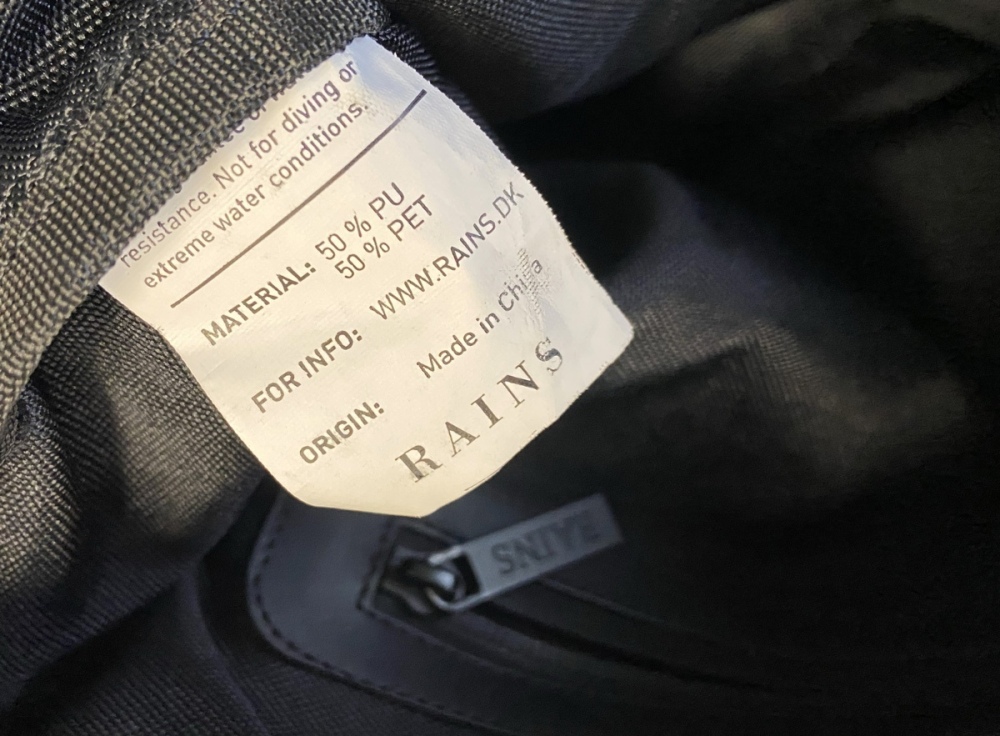 resistance. Not for diving or
extreme water conditions.
MATERIAL: 50 % PU
50 % PET
FOR INFO: WWW.RAINS.DK
ORIGIN: Made in China
RAINS
RAINS